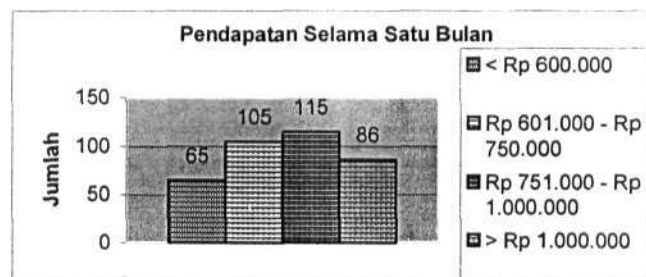 Pendapatan Selama Satu Bulan
Jumlah
150
100
50
0
65
105
115
86
< Rp 600.000
Rp 601.000 - Rp
750.000
Rp 751.000 - Rp
1.000.000
> Rp 1.000.000